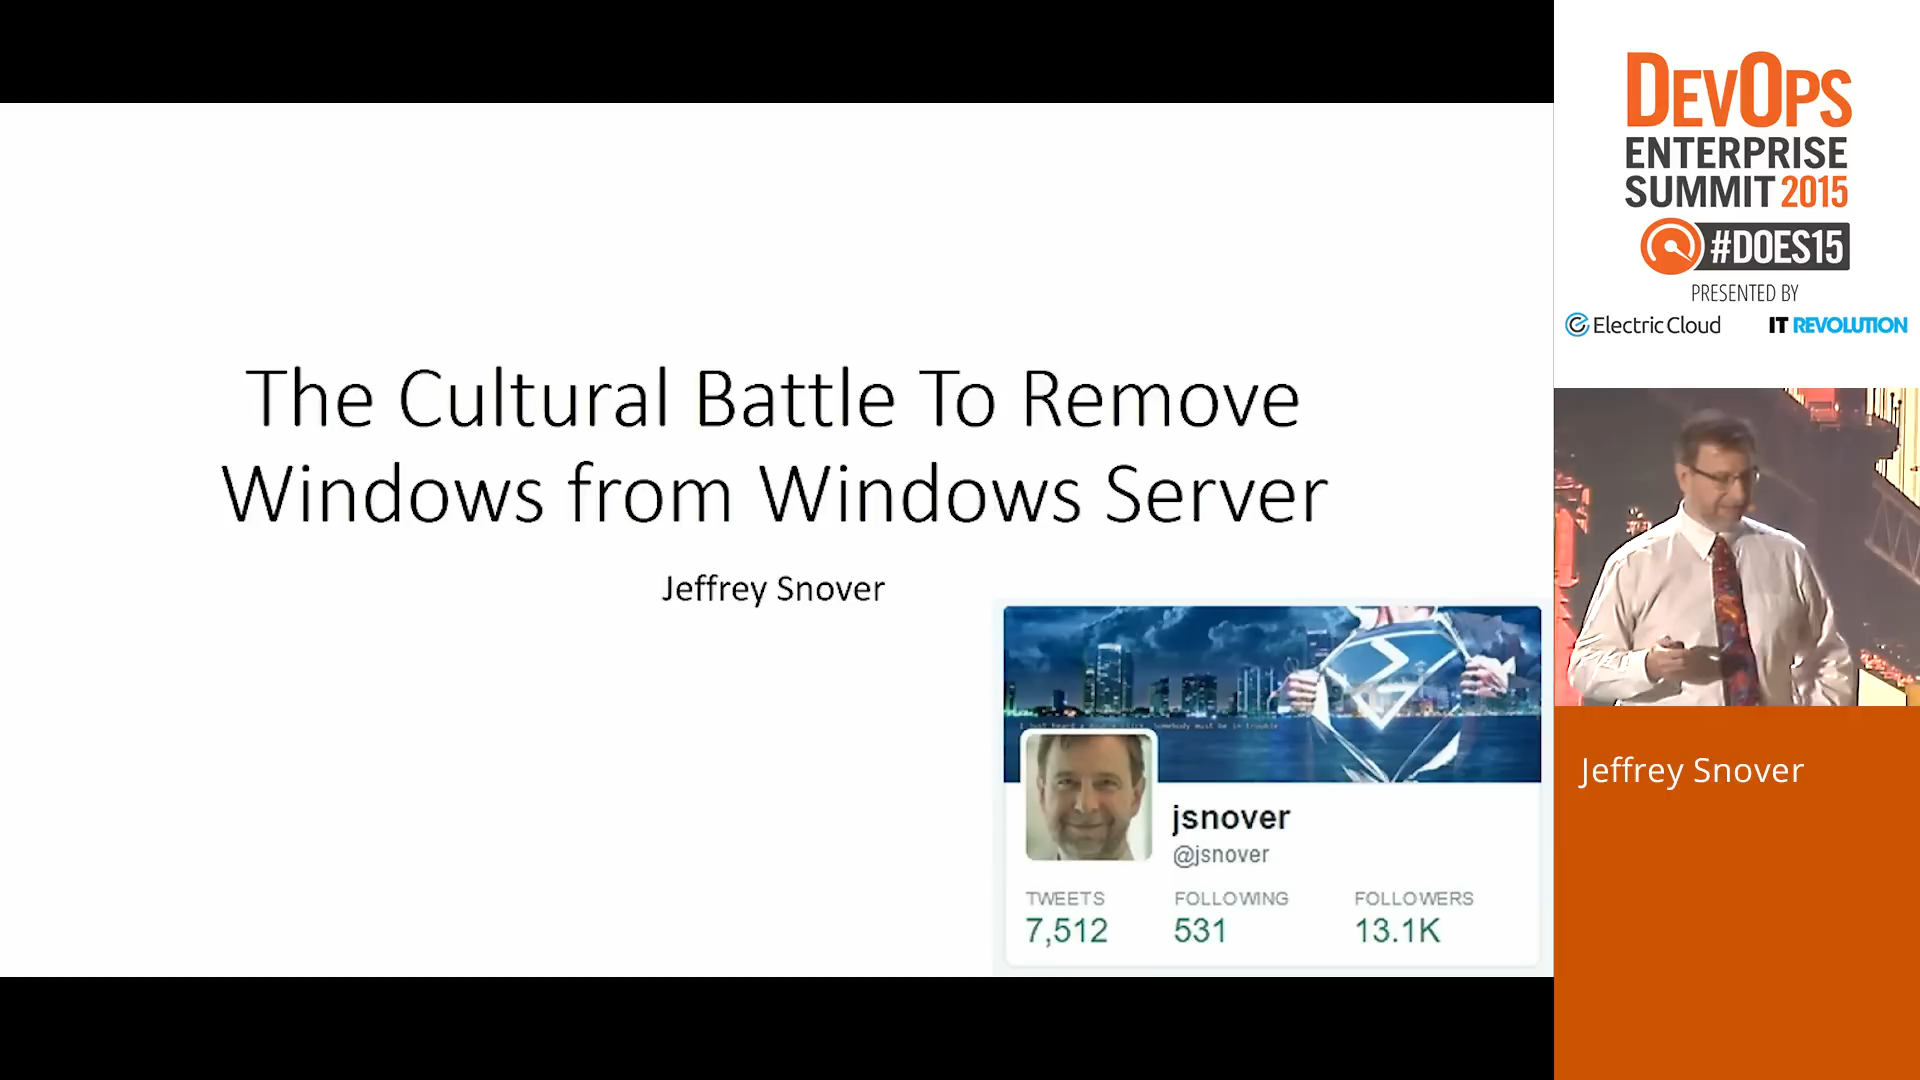 The Cultural Battle To Remove
Windows from Windows Server
Jeffrey Snover
jsnover
@jsnover
TWEETS FOLLOWING FOLLOWERS
7,512 531 13.1K
DEVOPS
ENTERPRISE
SUMMIT 2015
#DOES15
PRESENTED BY
Electric Cloud IT REVOLUTION
Jeffrey Snover